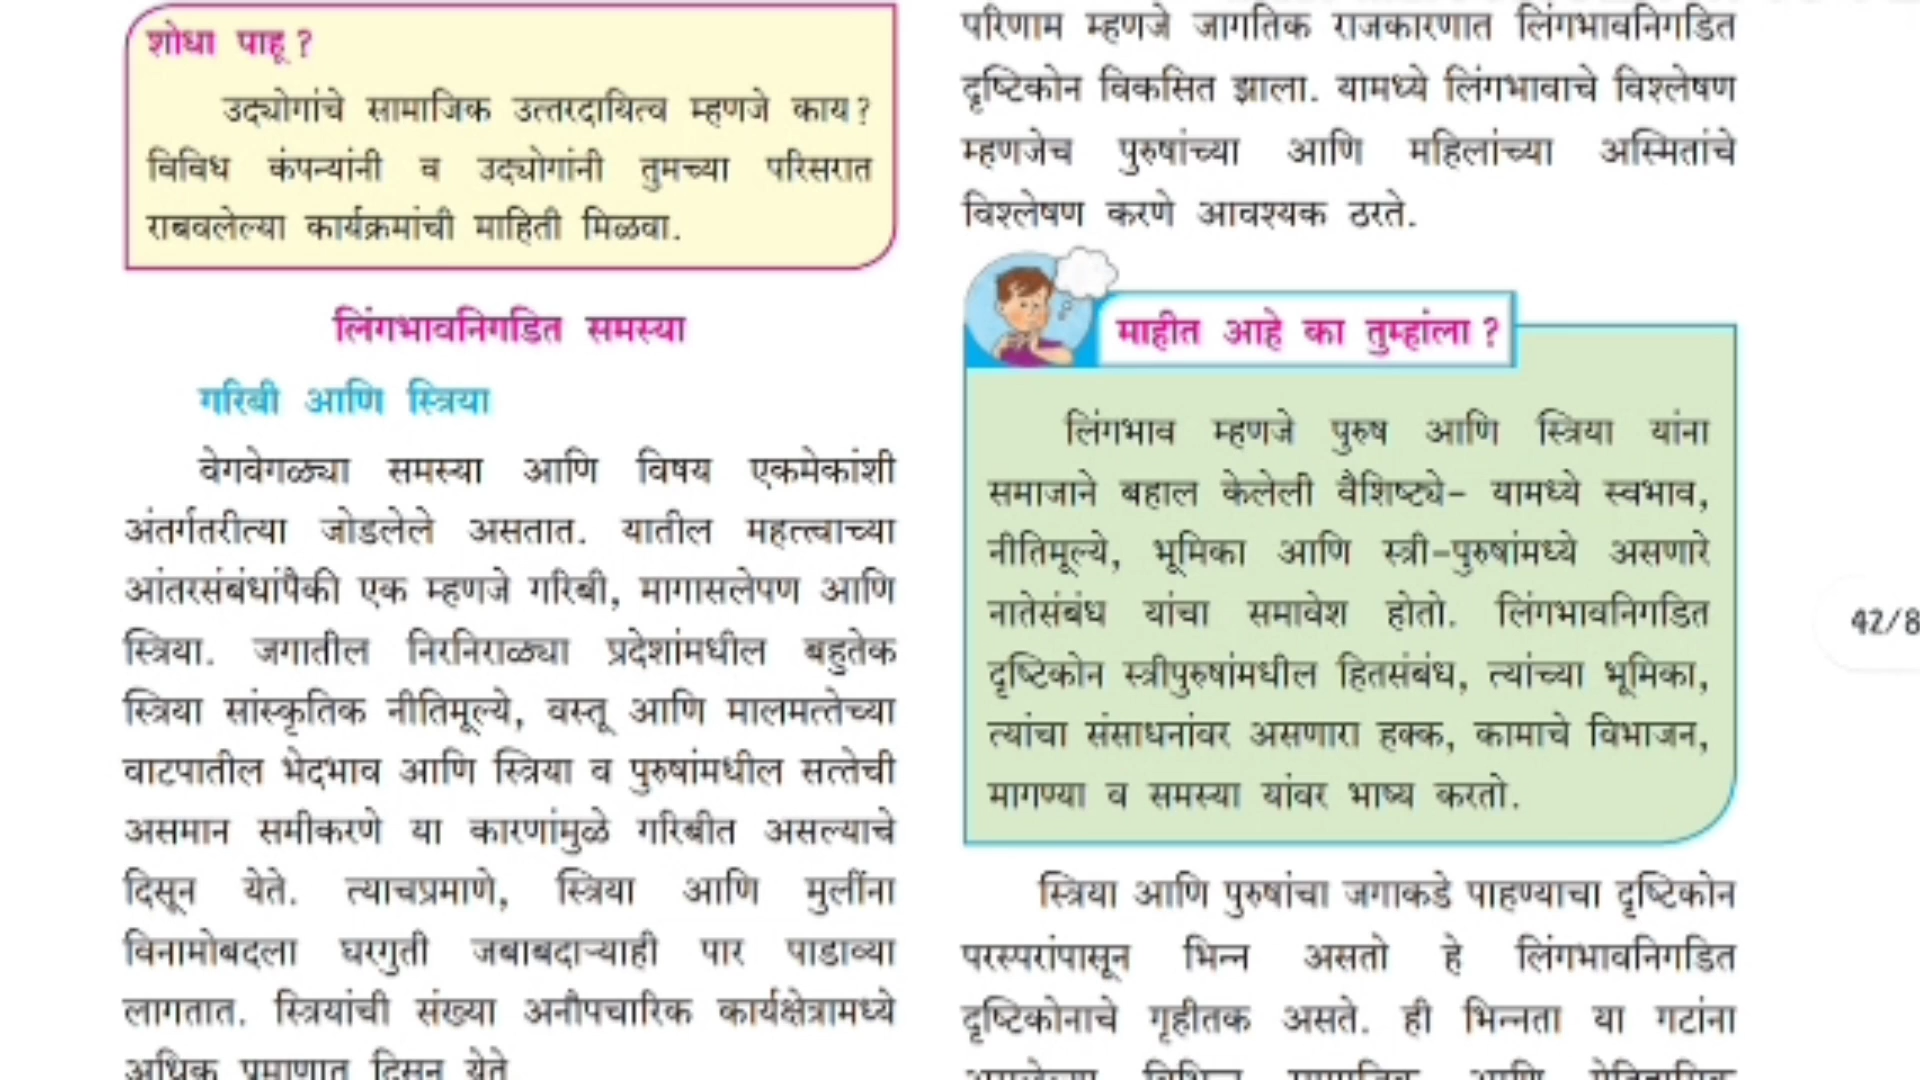 शोधा पाहू ?
उद्योगांचे सामाजिक उत्तरदायित्व म्हणजे काय ?
विविध कंपन्यांनी व उद्योगांनी तुमच्या परिसरात
राबवलेल्या कार्यक्रमांची माहिती मिळवा.
लिंगभावनिगडित समस्या
गरिबी आणि स्त्रिया
वेगवेगळ्या समस्या आणि विषय एकमेकांशी
अंतर्गतरीत्या जोडलेले असतात. यातील महत्त्वाच्या
आंतरसंबंधांपैकी एक म्हणजे गरिबी, मागासलेपण आणि
स्त्रिया. जगातील निरनिराळ्या प्रदेशांमधील बहुतेक
स्त्रिया सांस्कृतिक नीतिमूल्ये, वस्तू आणि मालमत्तेच्या
वाटपातील भेदभाव आणि स्त्रिया व पुरुषांमधील सत्तेची
असमान समीकरणे या कारणांमुळे गरिबीत असल्याचे
दिसून येते. त्याचप्रमाणे, स्त्रिया आणि मुलींना
विनामोबदला घरगुती जबाबदाऱ्याही पार पाडाव्या
लागतात. स्त्रियांची संख्या अनौपचारिक कार्यक्षेत्रामध्ये
अधिक प्रमाणात दिसून येते
परिणाम म्हणजे जागतिक राजकारणात लिंगभावनिगडित
दृष्टिकोन विकसित झाला. यामध्ये लिंगभावाचे विश्लेषण
म्हणजेच पुरुषांच्या आणि महिलांच्या अस्मितांचे
विश्लेषण करणे आवश्यक ठरते.
माहीत आहे का तुम्हांला ?
लिंगभाव म्हणजे पुरुष आणि स्त्रिया यांना
समाजाने बहाल केलेली वैशिष्ट्ये- यामध्ये स्वभाव,
नीतिमूल्ये, भूमिका आणि स्त्री-पुरुषांमध्ये असणारे
नातेसंबंध यांचा समावेश होतो. लिंगभावनिगडित
दृष्टिकोन स्त्रीपुरुषांमधील हितसंबंध, त्यांच्या भूमिका,
त्यांचा संसाधनांवर असणारा हक्क, कामाचे विभाजन,
मागण्या व समस्या यांवर भाष्य करतो.
स्त्रिया आणि पुरुषांचा जगाकडे पाहण्याचा दृष्टिकोन
परस्परांपासून भिन्न असतो हे लिंगभावनिगडित
दृष्टिकोनाचे गृहीतक असते. ही भिन्नता या गटांना
आणि
42/8